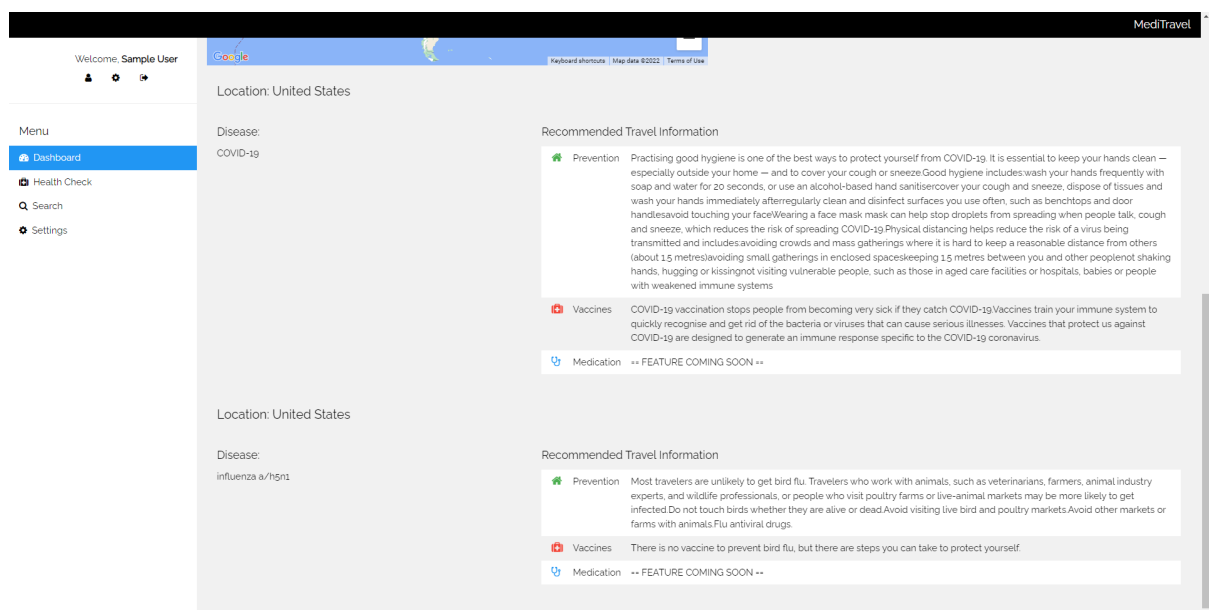 MediTravel
Welcome, Sample User
Google
Keyboard shortcuts
Map data ©2022
Terms of Use
Menu
Dashboard
Health Check
Search
Settings
Location: United States
Disease:
COVID-19
Recommended Travel Information
Prevention
Practising good hygiene is one of the best ways to protect yourself from COVID-19. It is essential to keep your hands clean —
especially outside your home — and to cover your cough or sneeze.Good hygiene includes:wash your hands frequently with
soap and water for 20 seconds, or use an alcohol-based hand sanitisercover your cough and sneeze, dispose of tissues and
wash your hands immediately afterregularly clean and disinfect surfaces you use often, such as benchtops and door
handlesavoid touching your faceWearing a face mask mask can help stop droplets from spreading when people talk, cough
and sneeze, which reduces the risk of spreading COVID-19.Physical distancing helps reduce the risk of a virus being
transmitted and includes:avoiding crowds and mass gatherings where it is hard to keep a reasonable distance from others
(about 1.5 metres)avoiding small gatherings in enclosed spaceskeeping 1.5 metres between you and other peoplenot shaking
hands, hugging or kissingnot visiting vulnerable people, such as those in aged care facilities or hospitals, babies or people
with weakened immune systems
Vaccines
COVID-19 vaccination stops people from becoming very sick if they catch COVID-19.Vaccines train your immune system to
quickly recognise and get rid of the bacteria or viruses that can cause serious illnesses. Vaccines that protect us against
COVID-19 are designed to generate an immune response specific to the COVID-19 coronavirus.
Medication
== FEATURE COMING SOON ==
Location: United States
Disease:
influenza a/h5n1
Recommended Travel Information
Prevention
Most travelers are unlikely to get bird flu. Travelers who work with animals, such as veterinarians, farmers, animal industry
experts, and wildlife professionals, or people who visit poultry farms or live-animal markets may be more likely to get
infected.Do not touch birds whether they are alive or dead.Avoid visiting live bird and poultry markets.Avoid other markets or
farms with animals.Flu antiviral drugs.
Vaccines
There is no vaccine to prevent bird flu, but there are steps you can take to protect yourself.
Medication
== FEATURE COMING SOON ==